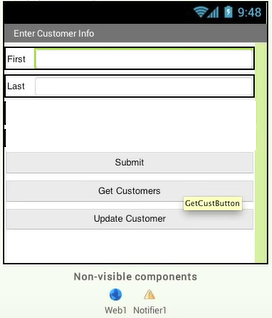 9:48
Enter Customer Info
First
Last
Submit
Get Customers
GetCustButton
Update Customer
Non-visible components
Web1 Notifier1